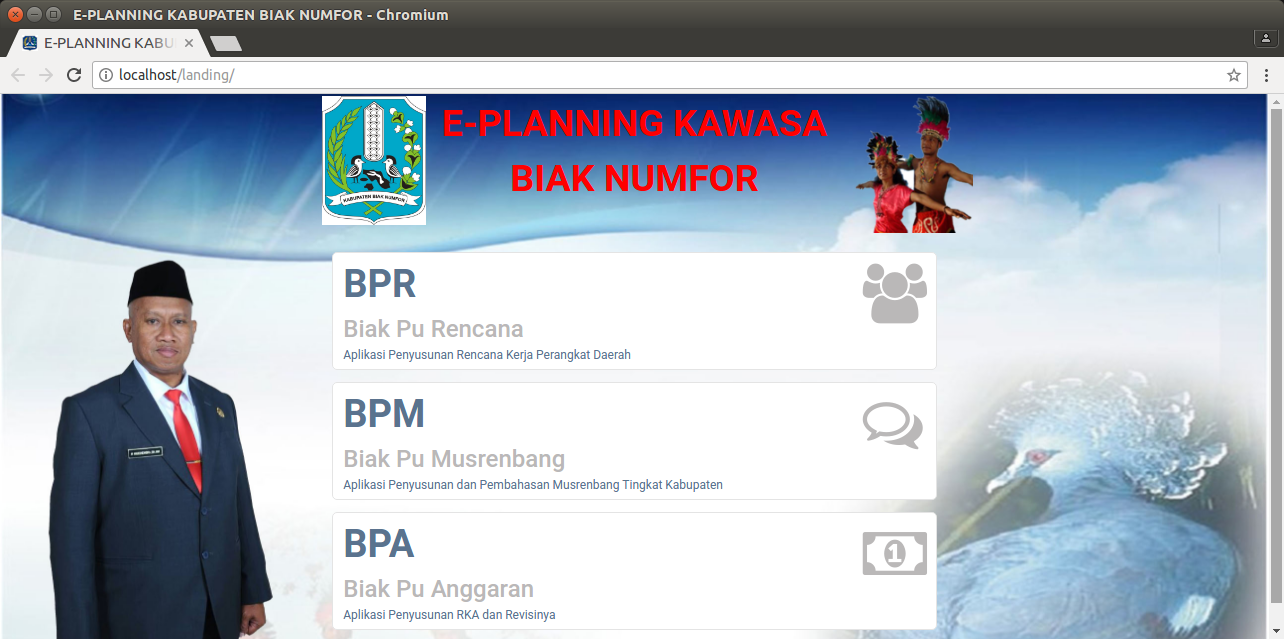 E-PLANNING KABUPATEN BIAK NUMFOR - Chromium
E-PLANNING KABU
localhost/landing/
E-PLANNING KAWASA
BIAK NUMFOR
KABUPATEN BIAK NUMFOR
BPR
Biak Pu Rencana
Aplikasi Penyusunan Rencana Kerja Perangkat Daerah
BPM
Biak Pu Musrenbang
Aplikasi Penyusunan dan Pembahasan Musrenbang Tingkat Kabupaten
BPA
1
Biak Pu Anggaran
Aplikasi Penyusunan RKA dan Revisinya